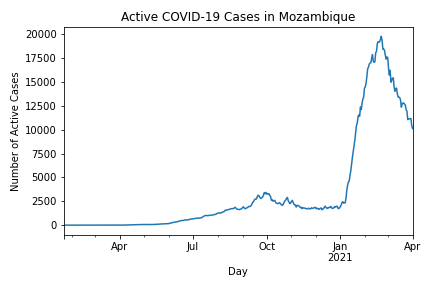 Active COVID-19 Cases in Mozambique
Number of Active Cases
20000
17500
15000
12500
10000
7500
5000
2500
0
Apr
Jul
Oct
Jan
2021
Apr
Day